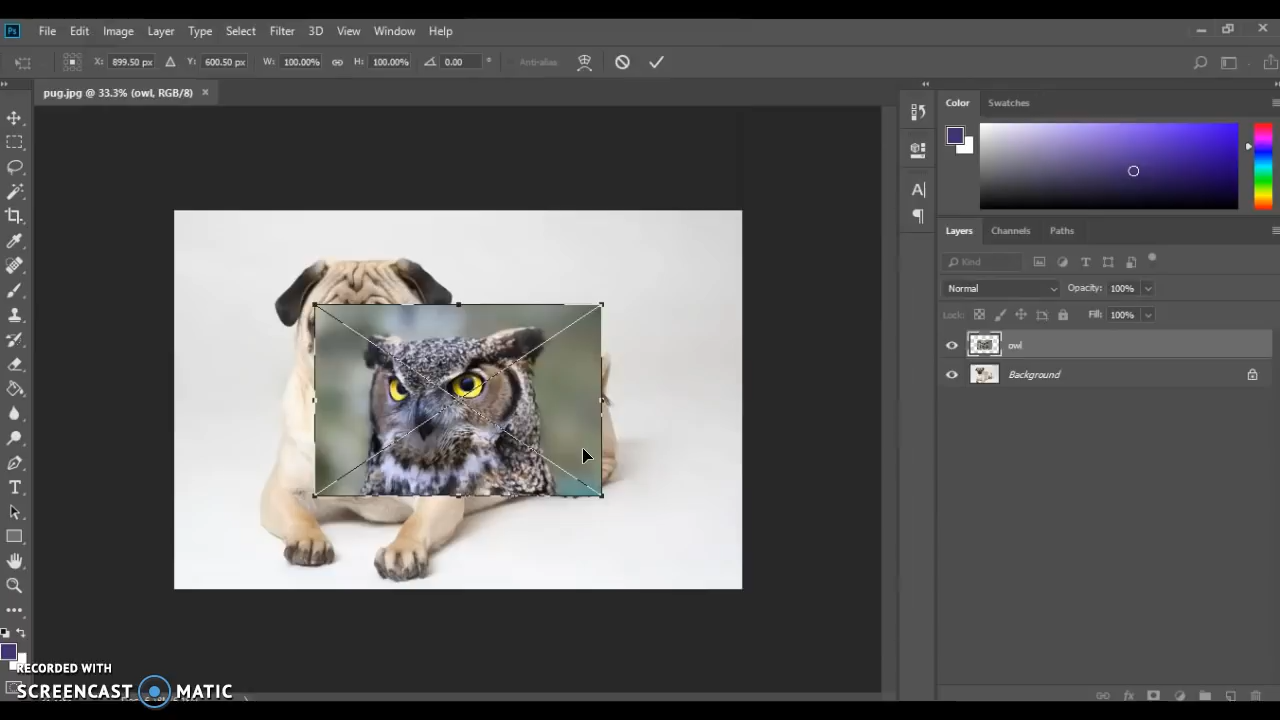 Ps File Edit Image Layer Type Select Filter 3D View Window Help
X: 899.50 px Y: 600.50 px W: 100.00% H: 100.00% 0.00 ° Anti-alias
pug.jpg @ 33.3% (owl, RGB/8) ×
Color Swatches
Layers Channels Paths
Kind
Normal Opacity: 100%
Lock: Fill: 100%
owl
Background
RECORDED WITH
SCREENCAST MATIC